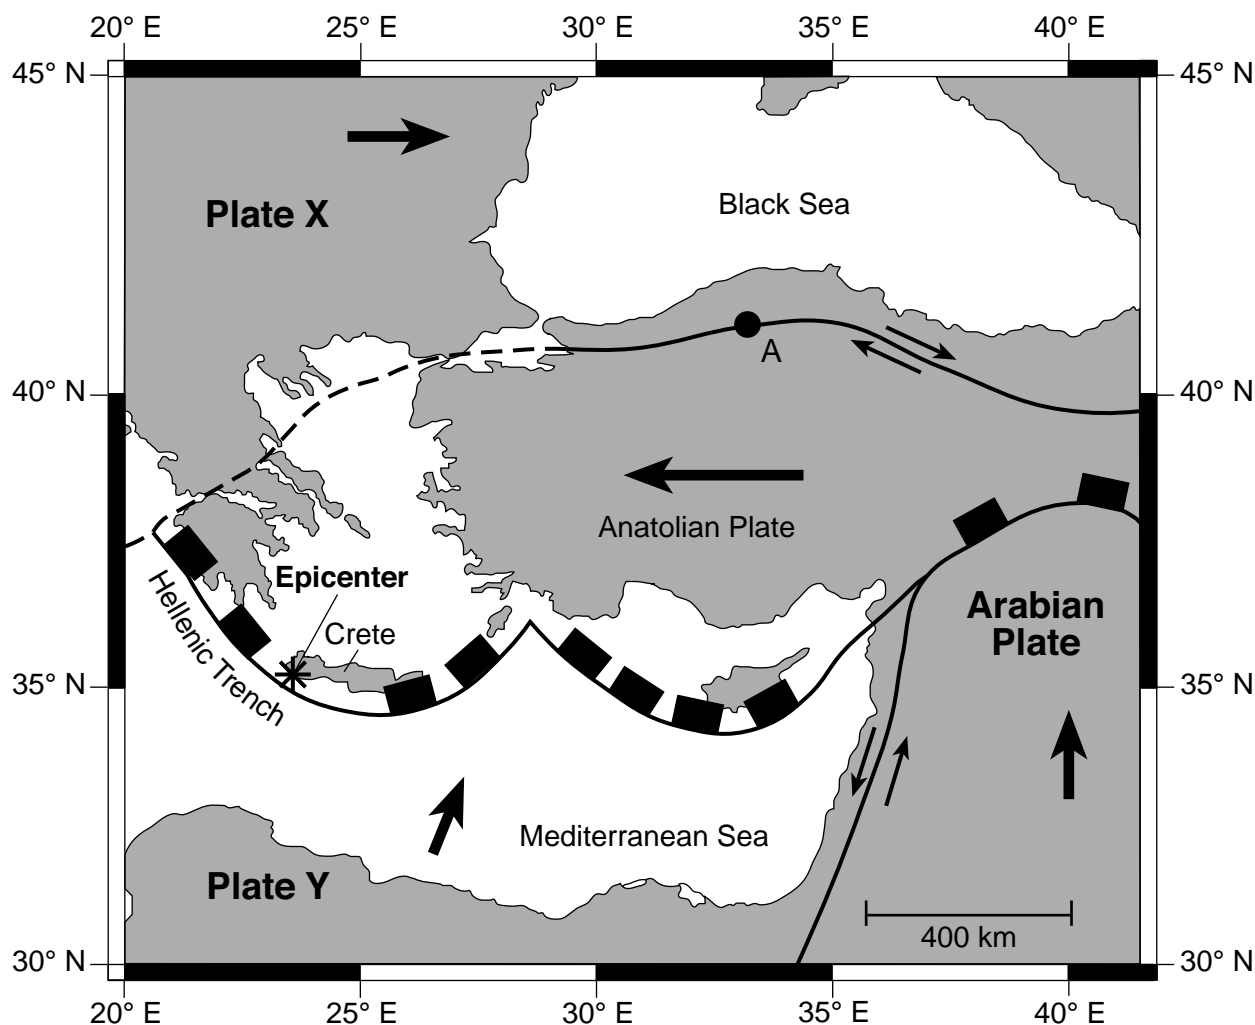 20° E 25° E 30° E 35° E 40° E
45° N 45° N
Plate X
Black Sea
A
40° N 40° N
Anatolian Plate
Epicenter
Arabian
Plate
Crete
Hellenic Trench
35° N 35° N
Mediterranean Sea
Plate Y
400 km
30° N 30° N
20° E 25° E 30° E 35° E 40° E